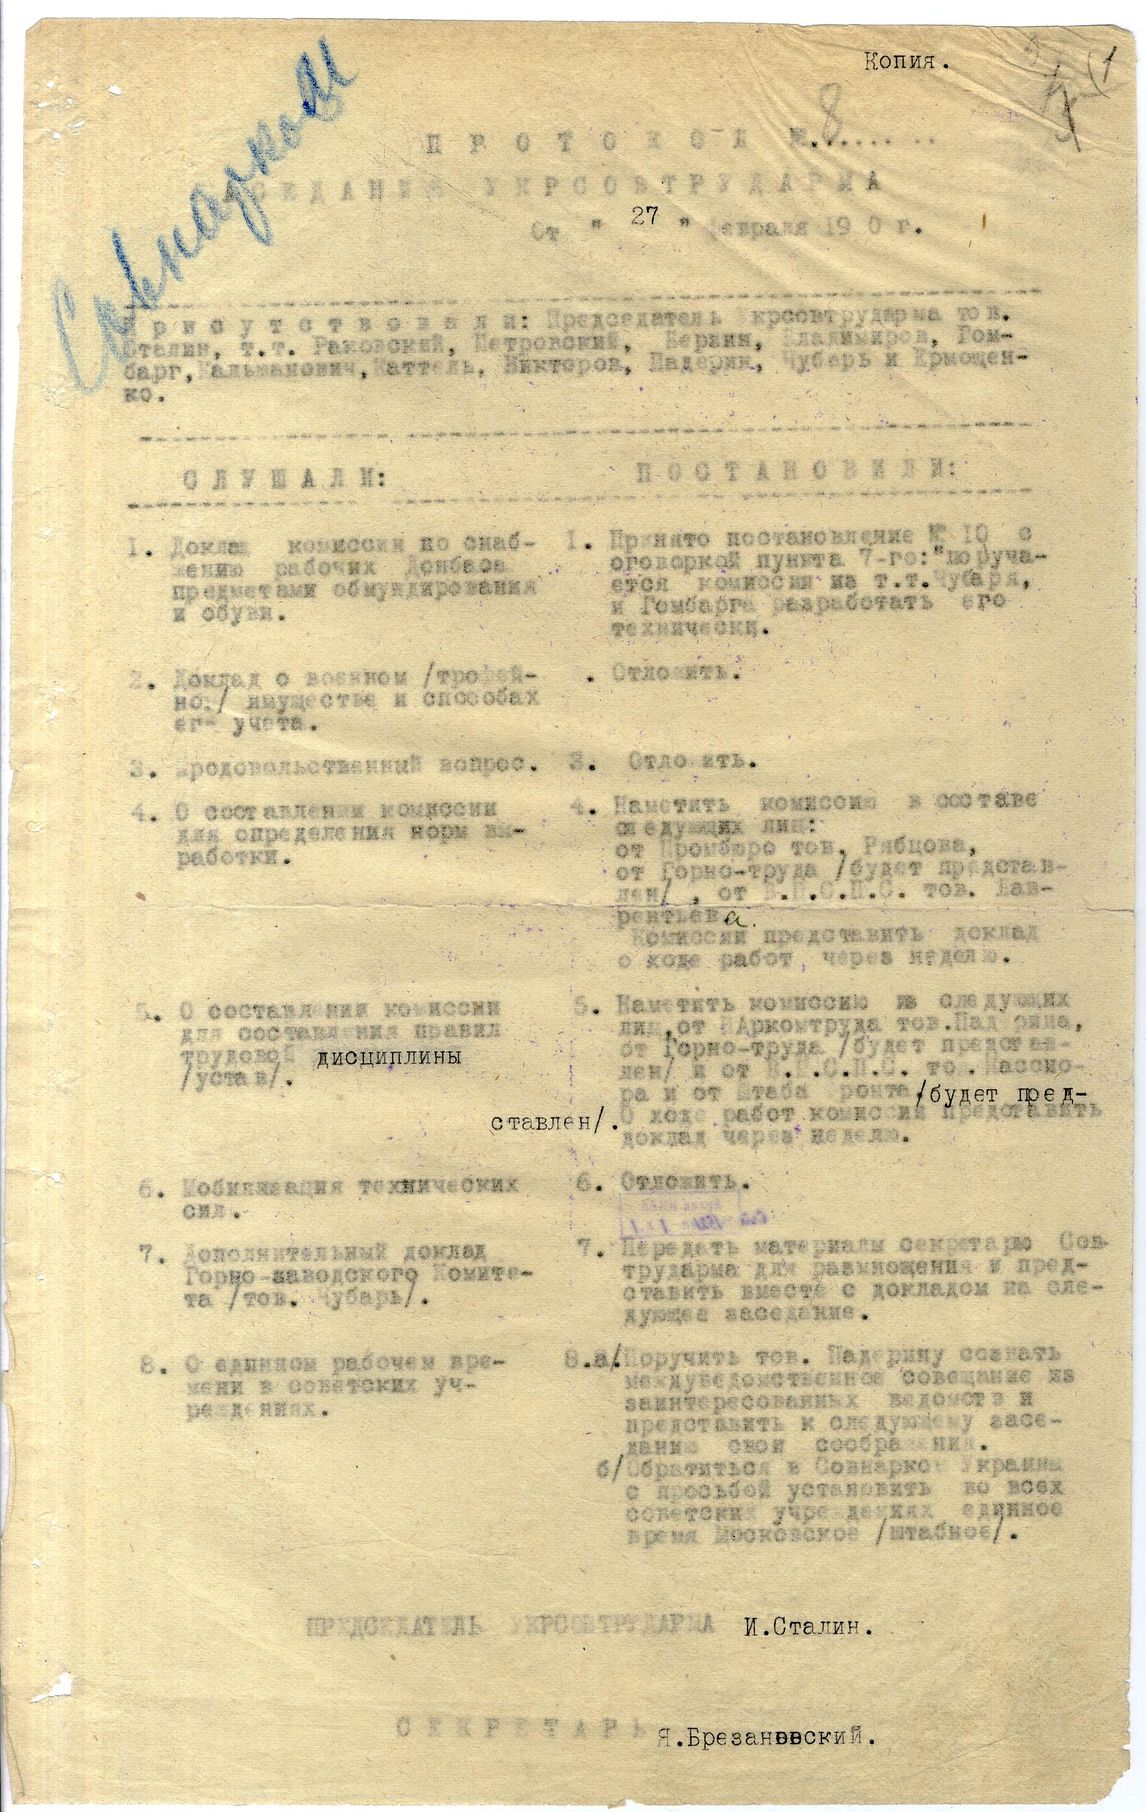 Копия.
Совнарком
ПРОТОКОЛ № 8
ЗАСЕДАНИЯ УКРСОВТРУДАРМА
От " 27 " февраля 19 0 г.
Присутствовали: Председатель Укрсовтрударма тов.
Сталин, т.т. Раковский, Петровский, Берзин, Владимиров, Гом-
барг, Кальманович, Каттель, Викторов, Падерин, Чубарь и Ермощен-
ко.
СЛУШАЛИ:
1. Доклад комиссии по снаб-
жению рабочих Донбаса
предметами обмундирования
и обуви.
2. Доклад о военном /трофей-
ном/ имуществе и способах
его учета.
3. Продовольственный вопрос.
4. О составлении комиссии
для определения норм вы-
работки.
5. О составлении комиссии
для составления правил
трудовой дисциплины
/устав/.
6. Мобилизация технических
сил.
7. Дополнительный доклад
Горно-заводского Комите-
та /тов. Чубарь/.
8. О едином рабочем вре-
мени в советских уч-
реждениях.
ПОСТАНОВИЛИ:
1. Принято постановление № 10 с
оговоркой пункта 7-го: "поруча-
ется комиссии из т.т. Чубаря,
и Гомбарга разработать его
технически.
2. Отложить.
3. Отложить.
4. Наметить комиссию в составе
следующих лиц:
от Промбюро тов. Рябцова,
от Горно-труда /будет представ-
лен/, от В.П.С.П.С. тов. Лав-
рентьева.
Комиссии представить доклад
о ходе работ, через неделю.
5. Наметить комиссию из следующих
лиц, от НАркомтруда тов. Падерина,
от Горно-труда /будет представ-
лен/ и от тов.
ра и от Штаба фронта /будет пред-
ставлен/.
О ходе работ комиссии представить
доклад через неделю.
6. Отложить.
7. Передать материалы секретарю Сов-
трударма для размножения и пред-
ставить вместе с докладом на сле-
дующее заседание.
8.а/ Поручить тов. Падерину созвать
междуведомственное совещание из
заинтересованных ведомств и
представить к следующему засе-
данию свои соображения.
б/ Обратиться в Совнарком Украины
с просьбой установить во всех
советских учреждениях единное
время Московское /штабное/.
ПРЕДСЕДАТЕЛЬ УКРСОВТРУДАРМА И.Сталин.
СЕКРЕТАРЬ Я.Брезановский.